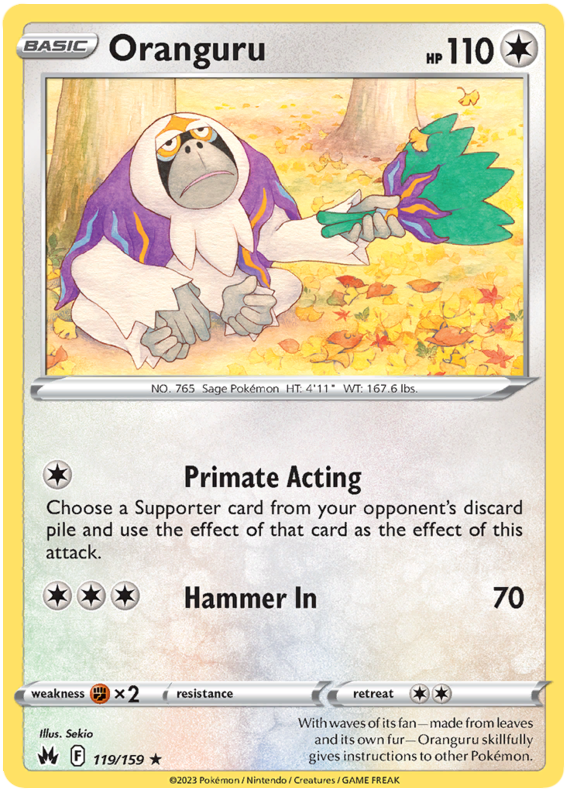 BASIC Oranguru HP 110
NO. 765 Sage Pokémon HT: 4'11" WT: 167.6 lbs.
Primate Acting
Choose a Supporter card from your opponent's discard
pile and use the effect of that card as the effect of this
attack.
Hammer In 70
weakness ×2 resistance retreat
With waves of its fan—made from leaves
and its own fur—Oranguru skillfully
gives instructions to other Pokémon.
Illus. Sekio
F 119/159 ★
©2023 Pokémon / Nintendo / Creatures / GAME FREAK